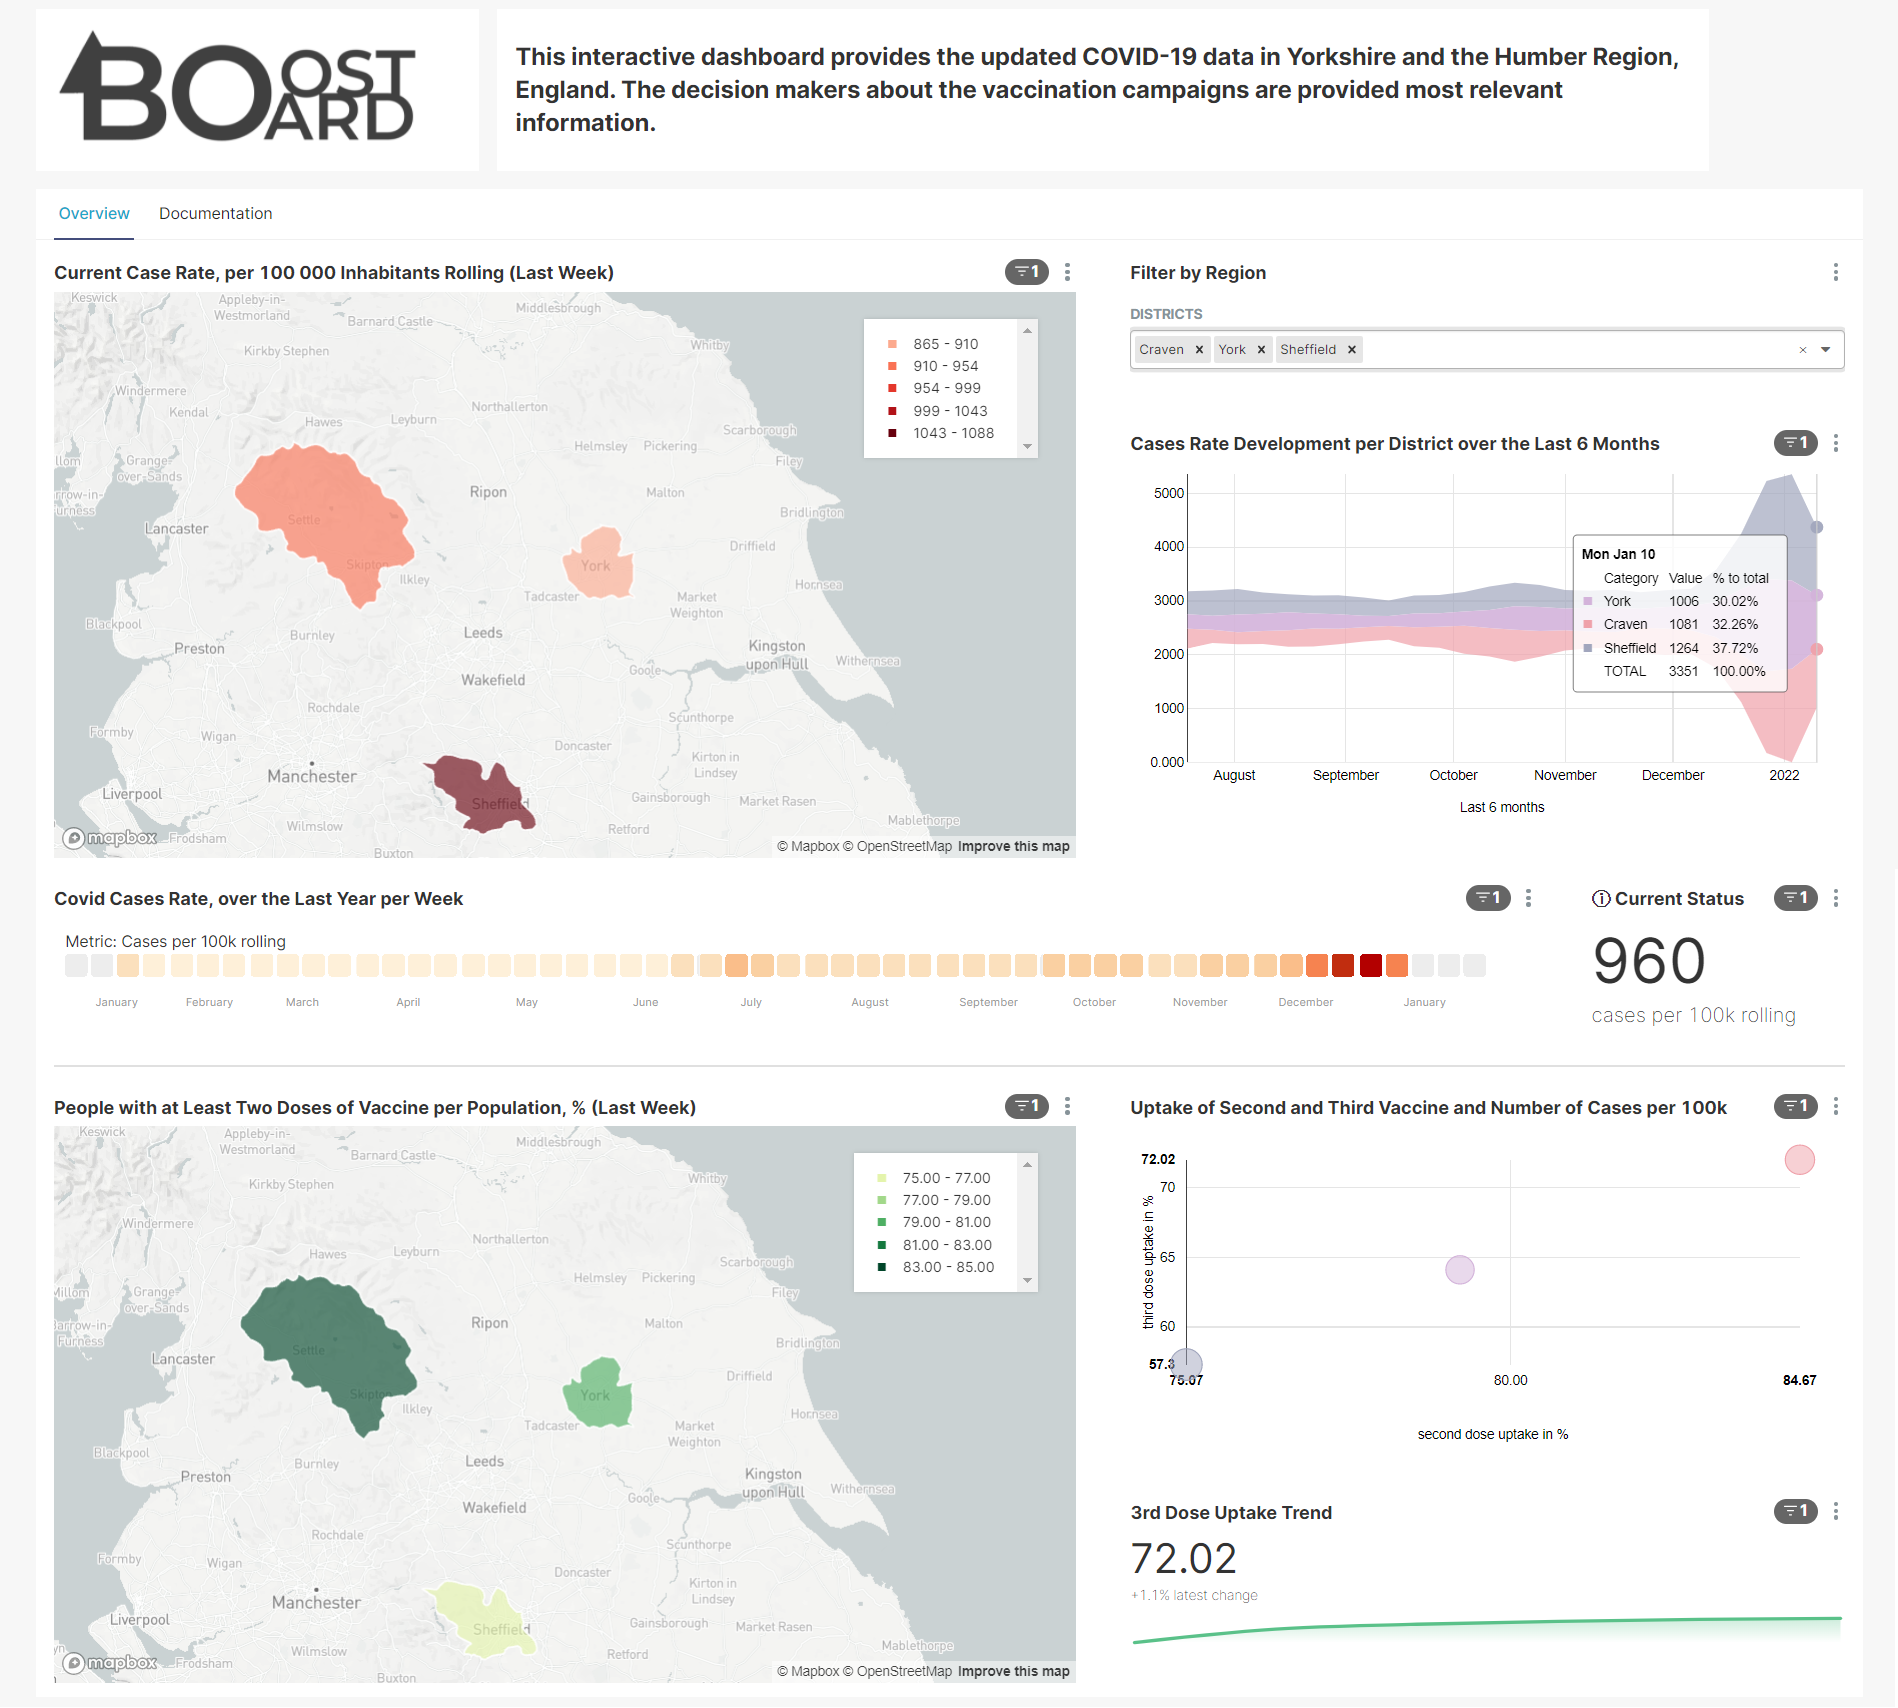 BOOST
BOARD
This interactive dashboard provides the updated COVID-19 data in Yorkshire and the Humber Region,
England. The decision makers about the vaccination campaigns are provided most relevant
information.
Overview Documentation
Current Case Rate, per 100 000 Inhabitants Rolling (Last Week)
1
Keswick
Appleby-in-
Westmorland
Barnard Castle
Middlesbrough
Whitby
Kirkby Stephen
Windermere
Kendal
Hawes
Leyburn
Northallerton
Scarborough
Helmsley
Pickering
Filey
Grange-
over-Sands
rrow-in-
urness
Lancaster
Settle
Ripon
Malton
Bridlington
Skipton
Ilkley
York
Driffield
Hornsea
Tadcaster
Market
Weighton
Blackpool
Preston
Burnley
Leeds
Kingston
upon Hull
Withernsea
Wakefield
Goole
Rochdale
Scunthorpe
Formby
Wigan
Manchester
Doncaster
Kirton in
Lindsey
Liverpool
Sheffield
Gainsborough
Market Rasen
Wilmslow
Retford
Mablethorpe
Frodsham
Buxton
865 - 910
910 - 954
954 - 999
999 - 1043
1043 - 1088
mapbox
© Mapbox © OpenStreetMap Improve this map
Filter by Region
DISTRICTS
Craven × York × Sheffield ×
Cases Rate Development per District over the Last 6 Months
1
5000
4000
3000
2000
1000
0.000
August September October November December 2022
Last 6 months
Mon Jan 10
Category Value % to total
York 1006 30.02%
Craven 1081 32.26%
Sheffield 1264 37.72%
TOTAL 3351 100.00%
Covid Cases Rate, over the Last Year per Week
1
Metric: Cases per 100k rolling
January February March April May June July August September October November December January
Current Status
1
960
cases per 100k rolling
People with at Least Two Doses of Vaccine per Population, % (Last Week)
1
Keswick
Appleby-in-
Westmorland
Barnard Castle
Middlesbrough
Whitby
Kirkby Stephen
Windermere
Hawes
Leyburn
Northallerton
Scarborough
Helmsley
Pickering
Filey
Millom
Grange-
over-Sands
Barrow-in-
Furness
Lancaster
Settle
Ripon
Malton
Bridlington
Skipton
Ilkley
York
Driffield
Hornsea
Tadcaster
Market
Weighton
Blackpool
Preston
Burnley
Leeds
Kingston
upon Hull
Withernsea
Wakefield
Goole
Rochdale
Scunthorpe
Formby
Wigan
Manchester
Doncaster
Kirton in
Lindsey
Liverpool
Sheffield
Gainsborough
Market Rasen
Wilmslow
Retford
Mablethorpe
Frodsham
Buxton
75.00 - 77.00
77.00 - 79.00
79.00 - 81.00
81.00 - 83.00
83.00 - 85.00
mapbox
© Mapbox © OpenStreetMap Improve this map
Uptake of Second and Third Vaccine and Number of Cases per 100k
1
third dose uptake in %
72.02
70
65
60
57.3
75.07 80.00 84.67
second dose uptake in %
3rd Dose Uptake Trend
1
72.02
+1.1% latest change